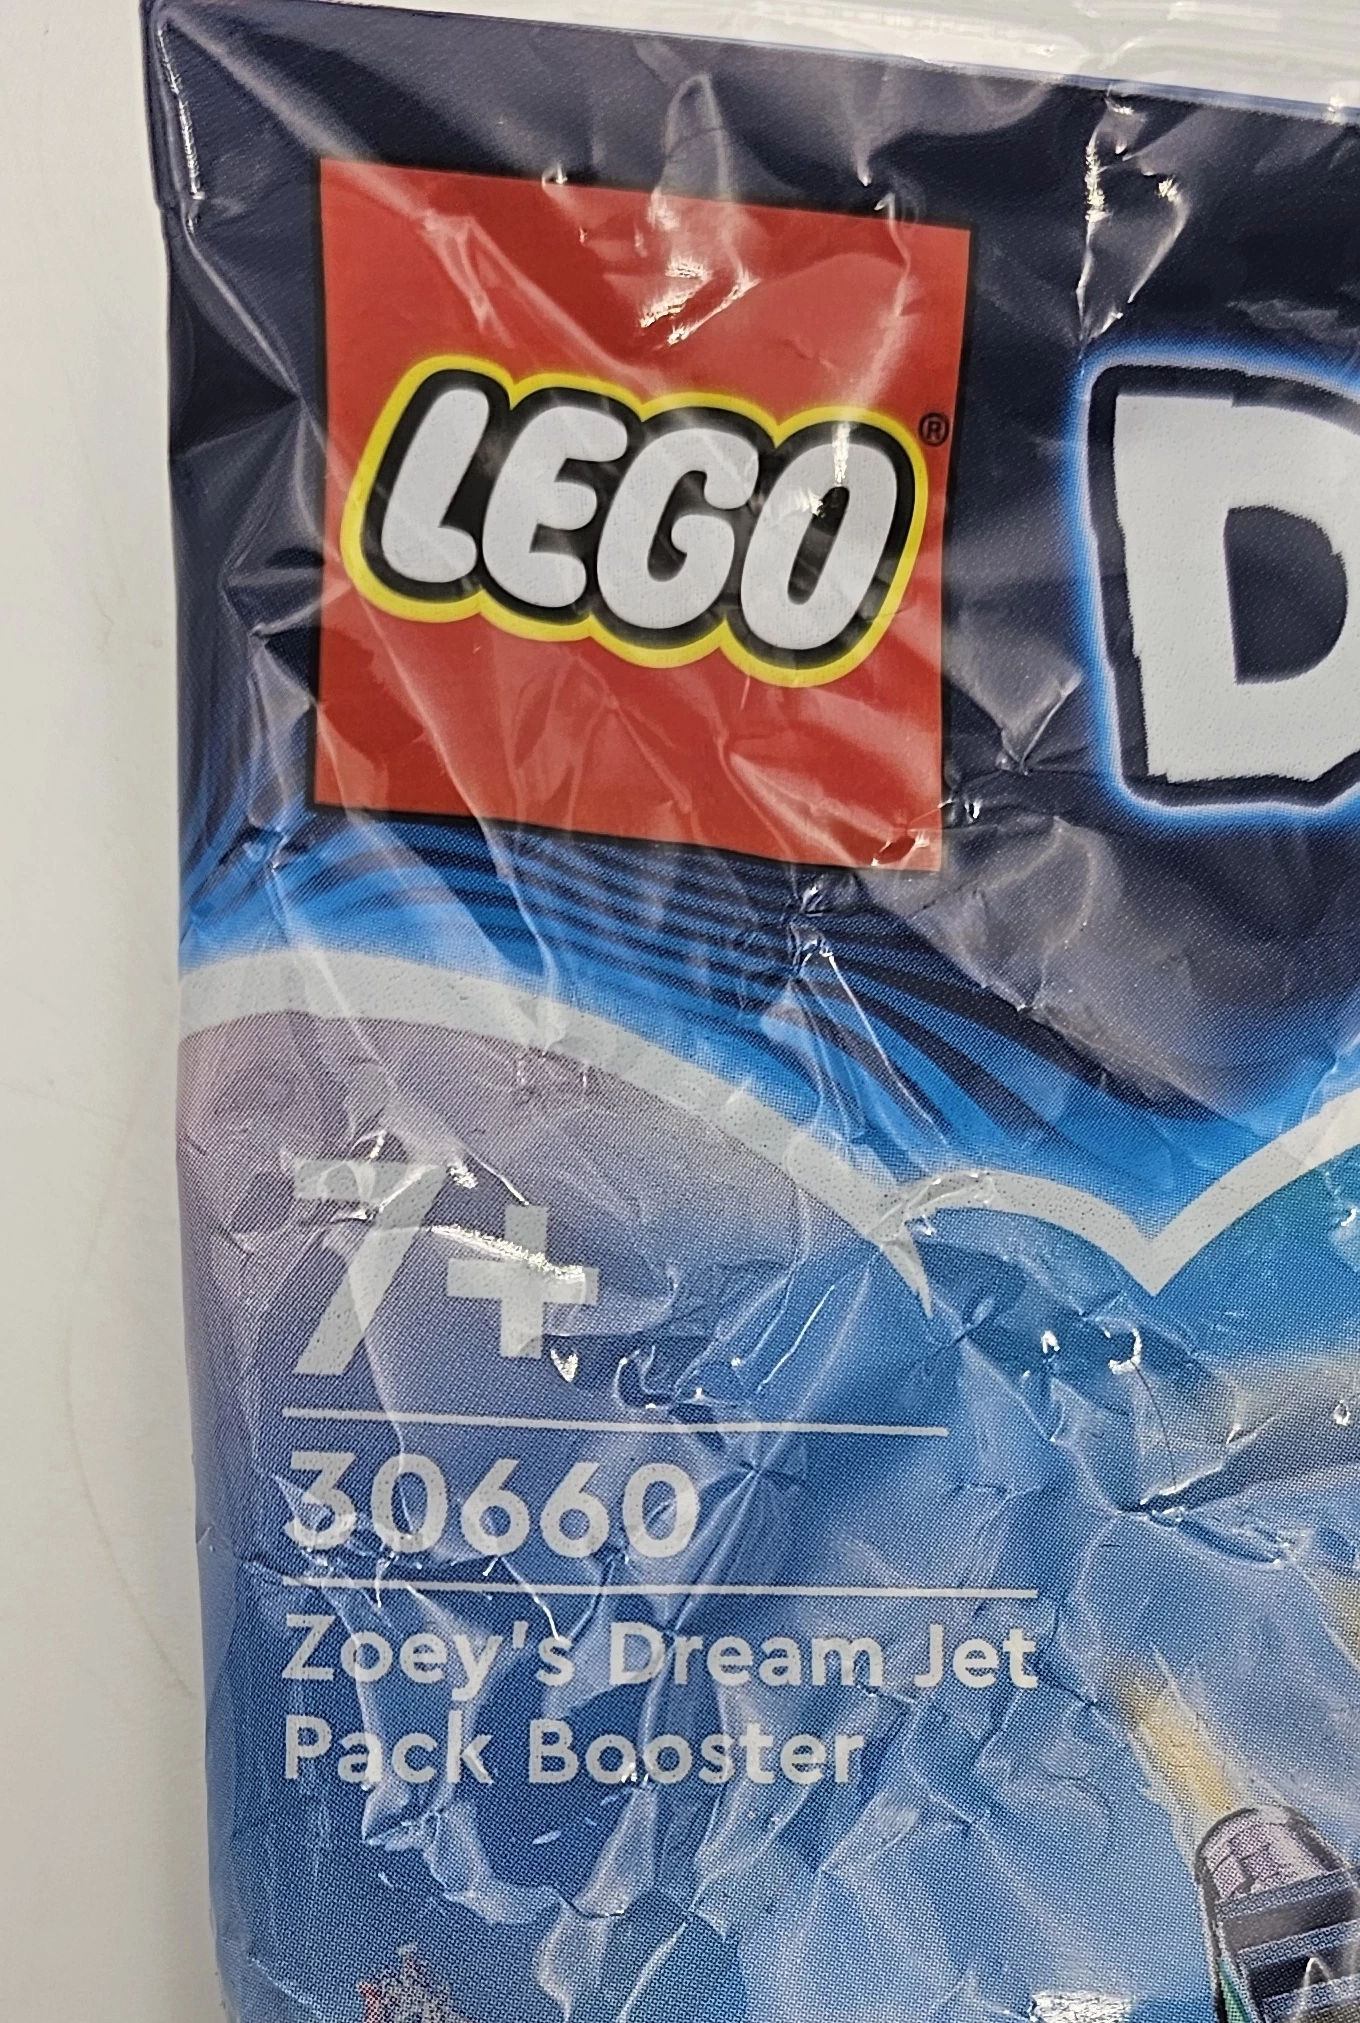 LEGO®
D
7+
30660
Zoey's Dream Jet
Pack Booster